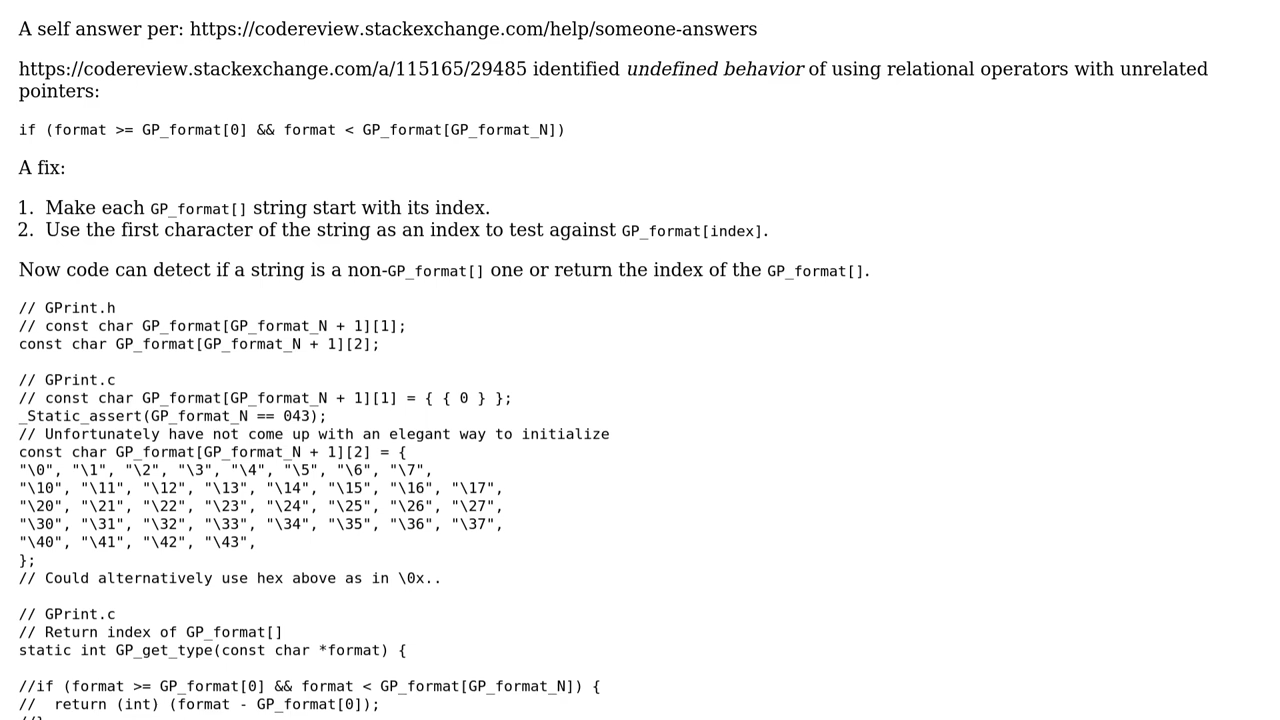 A self answer per: https://codereview.stackexchange.com/help/someone-answers
https://codereview.stackexchange.com/a/115165/29485 identified undefined behavior of using relational operators with unrelated
pointers:
if (format >= GP_format[0] && format < GP_format[GP_format_N])
A fix:
1. Make each GP_format[] string start with its index.
2. Use the first character of the string as an index to test against GP_format[index].
Now code can detect if a string is a non-GP_format[] one or return the index of the GP_format[].
// GPrint.h
// const char GP_format[GP_format_N + 1][1];
const char GP_format[GP_format_N + 1][2];
// GPrint.c
// const char GP_format[GP_format_N + 1][1] = { { 0 } };
_Static_assert(GP_format_N == 043);
// Unfortunately have not come up with an elegant way to initialize
const char GP_format[GP_format_N + 1][2] = {
"\0", "\1", "\2", "\3", "\4", "\5", "\6", "\7",
"\10", "\11", "\12", "\13", "\14", "\15", "\16", "\17",
"\20", "\21", "\22", "\23", "\24", "\25", "\26", "\27",
"\30", "\31", "\32", "\33", "\34", "\35", "\36", "\37",
"\40", "\41", "\42", "\43",
};
// Could alternatively use hex above as in \0x..
// GPrint.c
// Return index of GP_format[]
static int GP_get_type(const char *format) {
//if (format >= GP_format[0] && format < GP_format[GP_format_N]) {
//  return (int) (format - GP_format[0]);